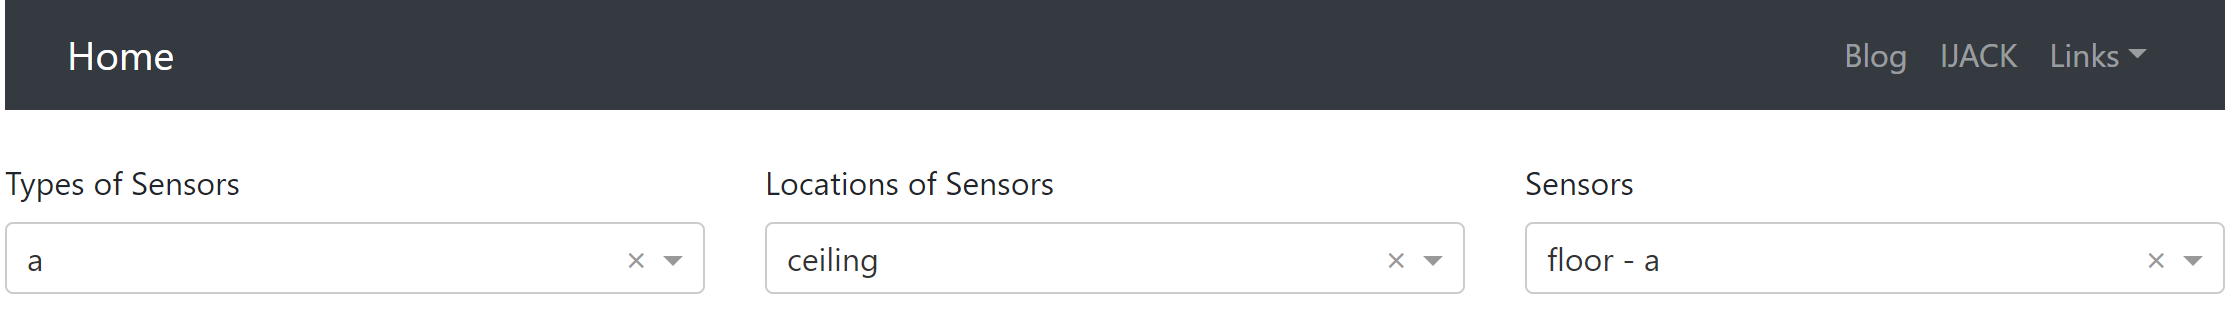 Home Blog IJACK Links
Types of Sensors Locations of Sensors Sensors
a × ceiling × floor - a ×